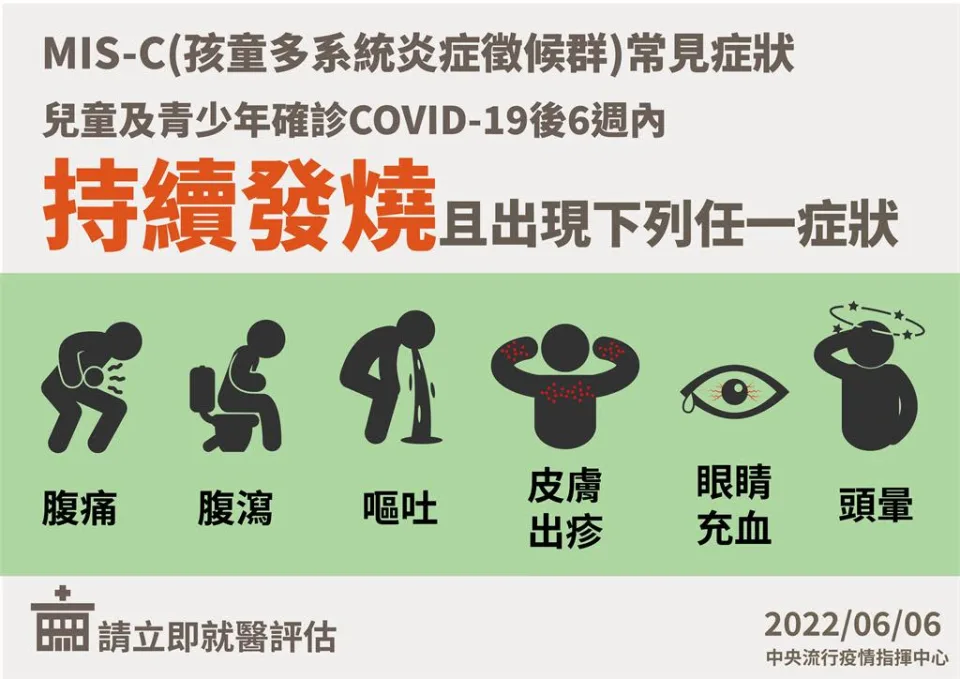 MIS-C(孩童多系統炎症徵候群)常見症狀
兒童及青少年確診COVID-19後6週內
持續發燒且出現下列任一症狀
腹痛
腹瀉
嘔吐
皮膚
出疹
眼睛
充血
頭暈
請立即就醫評估
2022/06/06
中央流行疫情指揮中心